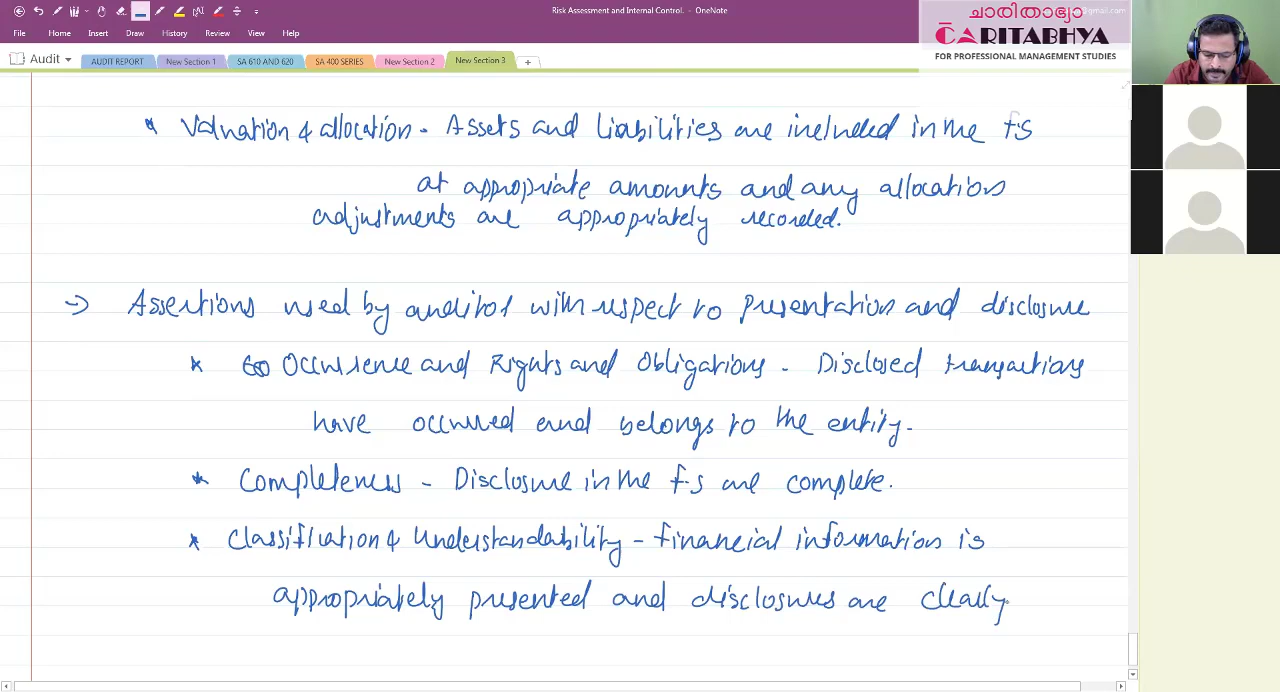 Risk Assessment and Internal Control. - OneNote
File Home Insert Draw History Review View Help
Audit AUDIT REPORT New Section 1 SA 610 AND 620 SA 400 SERIES New Section 2 New Section 3
ചാരിതാഭ്യാ
CARITABHYA
FOR PROFESSIONAL MANAGEMENT STUDIES
* Valuation & allocation - Assets and liabilities are included in the FS
at appropriate amounts and any allocation
adjustments are appropriately recorded.
→ Assertions used by auditor with respect to presentation and disclosure
* Occurrence and Rights and Obligations - Disclosed transactions
have occurred and belongs to the entity.
* Completeness - Disclosure in the FS are complete.
* Classification & Understandability - Financial information is
appropriately presented and disclosures are clearly